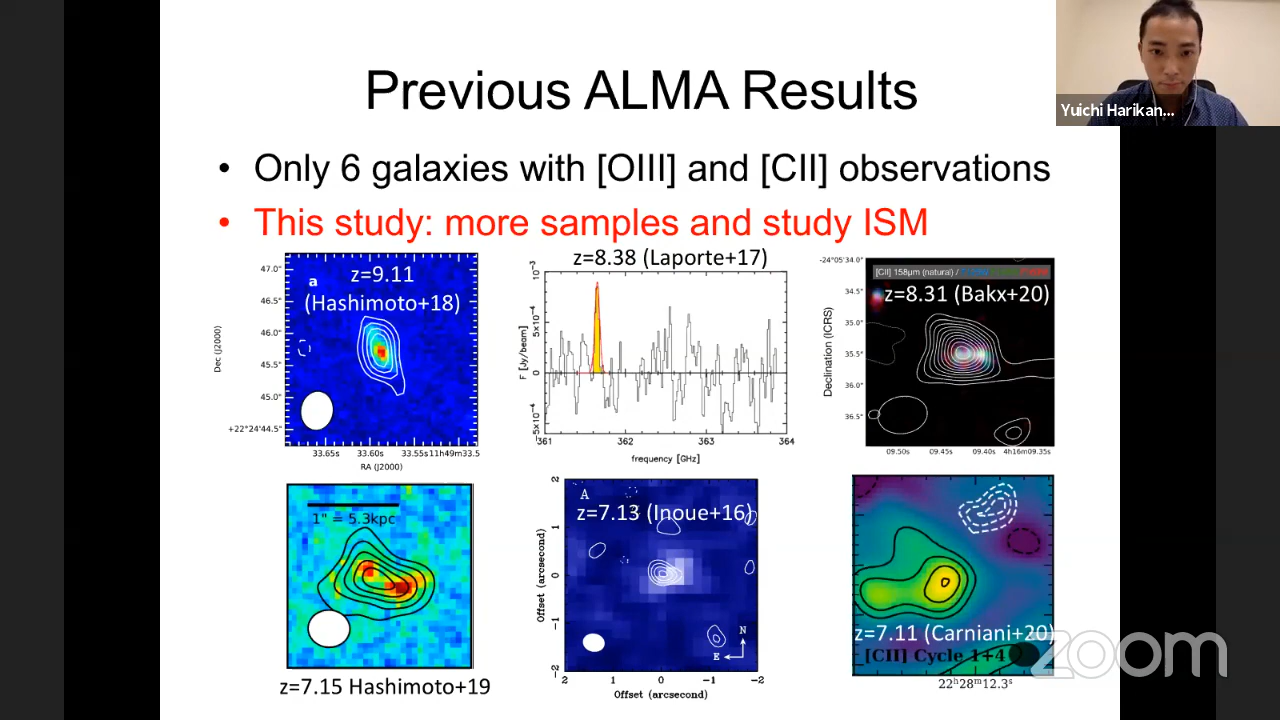 Yuichi Harikan...
Previous ALMA Results
• Only 6 galaxies with [OIII] and [CII] observations
• This study: more samples and study ISM
a
z=9.11
(Hashimoto+18)
47.0"
46.5"
46.0"
45.5"
45.0"
+22°24'44.5"
Dec (J2000)
33.65s 33.60s 33.55s 11h49m33.5
RA (J2000)
z=8.38 (Laporte+17)
10⁻³
5×10⁻⁴
0
5×10⁻⁴
F [Jy/beam]
361 362 363 364
frequency [GHz]
-24°05'34.0"
[CII] 158μm (natural) /
z=8.31 (Bakx+20)
34.5"
35.0"
35.5"
36.0"
36.5"
Declination (ICRS)
09.50s 09.45s 09.40s 4h16m09.35s
1" = 5.3kpc
z=7.15 Hashimoto+19
A
z=7.13 (Inoue+16)
2
1
0
−1
−2
Offset (arcsecond)
N
E
2 1 0 −1 −2
Offset (arcsecond)
z=7.11 (Carniani+20)
[CII] Cycle 1+4
22h28m12.3s
zoom